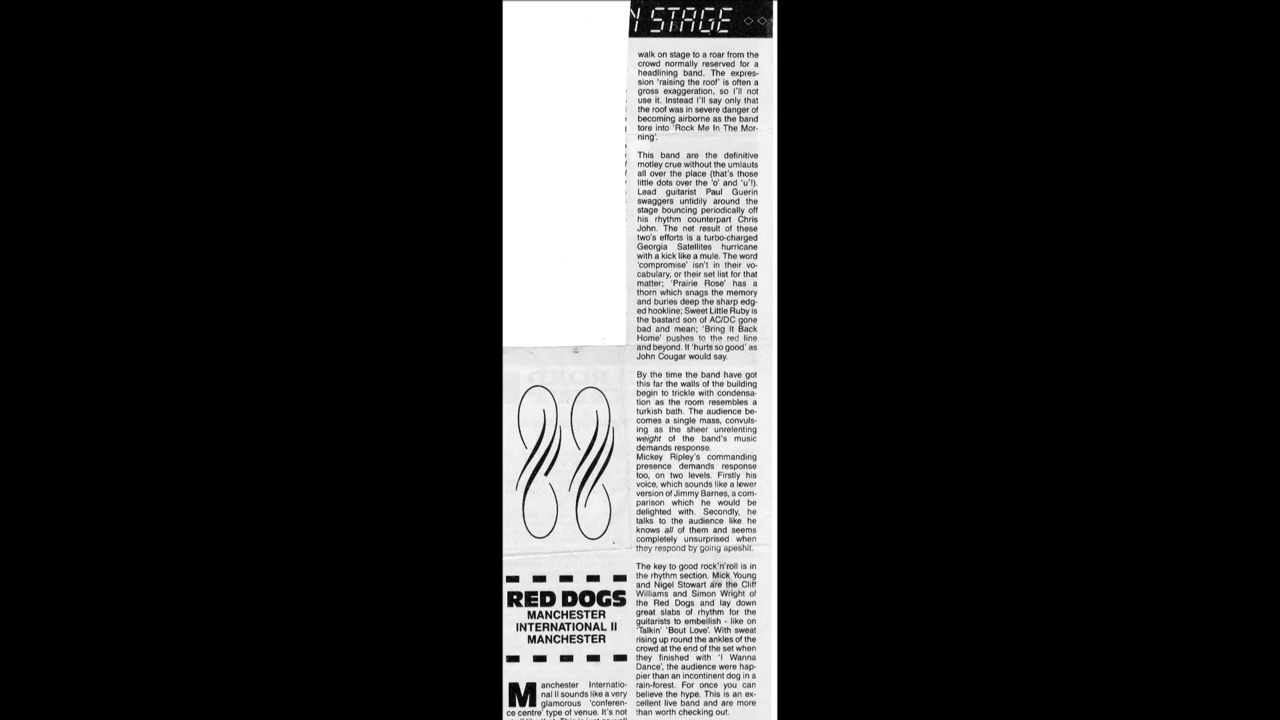 STAGE
RED DOGS
MANCHESTER
INTERNATIONAL II
MANCHESTER
Manchester Internatio-
nal II sounds like a very
glamorous 'conferen-
ce centre' type of venue. It's not
walk on stage to a roar from the
crowd normally reserved for a
headlining band. The expres-
sion 'raising the roof' is often a
gross exaggeration, so I'll not
use it. Instead I'll say only that
the roof was in severe danger of
becoming airborne as the band
tore into 'Rock Me In The Mor-
ning'.
This band are the definitive
motley crue without the umlauts
all over the place (that's those
little dots over the 'o' and 'u'!).
Lead guitarist Paul Guerin
swaggers untidily around the
stage bouncing periodically off
his rhythm counterpart Chris
John. The net result of these
two's efforts is a turbo-charged
Georgia Satellites hurricane
with a kick like a mule. The word
'compromise' isn't in their vo-
cabulary, or their set list for that
matter; 'Prairie Rose' has a
thorn which snags the memory
and buries deep the sharp edg-
ed hookline; Sweet Little Ruby is
the bastard son of AC/DC gone
bad and mean; 'Bring It Back
Home' pushes to the red line
and beyond. It 'hurts so good' as
John Cougar would say.
By the time the band have got
this far the walls of the building
begin to trickle with condensa-
tion as the room resembles a
turkish bath. The audience be-
comes a single mass, convuls-
ing as the sheer unrelenting
weight of the band's music
demands response.
Mickey Ripley's commanding
presence demands response
too, on two levels. Firstly his
voice, which sounds like a lower
version of Jimmy Barnes, a com-
parison which he would be
delighted with. Secondly, he
talks to the audience like he
knows all of them and seems
completely unsurprised when
they respond by going apeshit.
The key to good rock'n'roll is in
the rhythm section. Mick Young
and Nigel Stowart are the Cliff
Williams and Simon Wright of
the Red Dogs and lay down
great slabs of rhythm for the
guitarists to embellish - like on
'Talkin' 'Bout Love'. With sweat
rising up round the ankles of the
crowd at the end of the set when
they finished with 'I Wanna
Dance', the audience were hap-
pier than an incontinent dog in a
rain-forest. For once you can
believe the hype. This is an ex-
cellent live band and are more
than worth checking out.